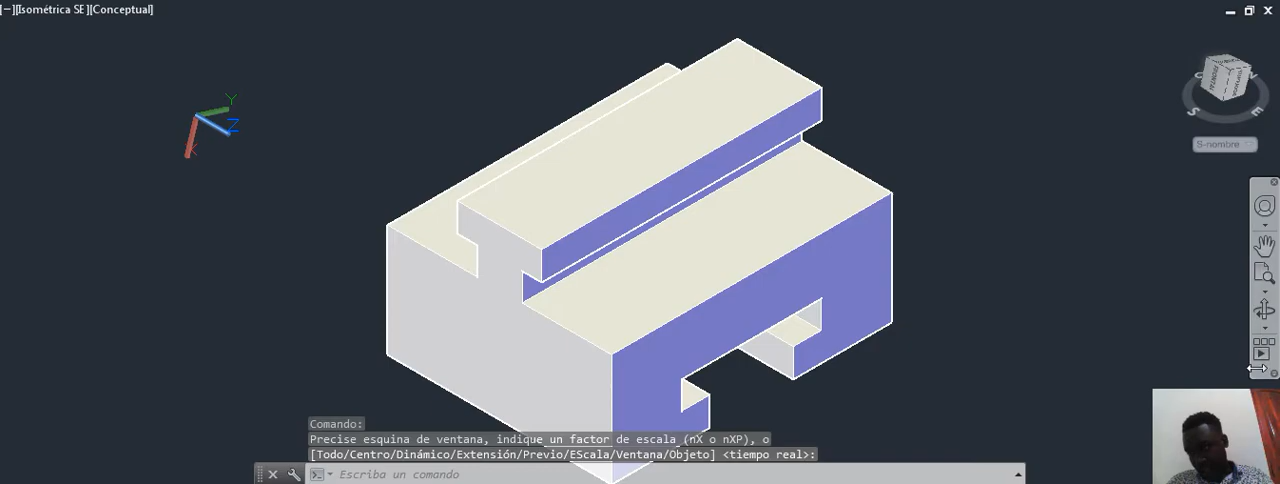 [−][Isométrica SE][Conceptual]
Y
Z
X
S
E
S-nombre
Comando:
Precise esquina de ventana, indique un factor de escala (nX o nXP), o
[Todo/Centro/Dinámico/Extensión/Previo/EScala/Ventana/Objeto] <tiempo real>:
Escriba un comando